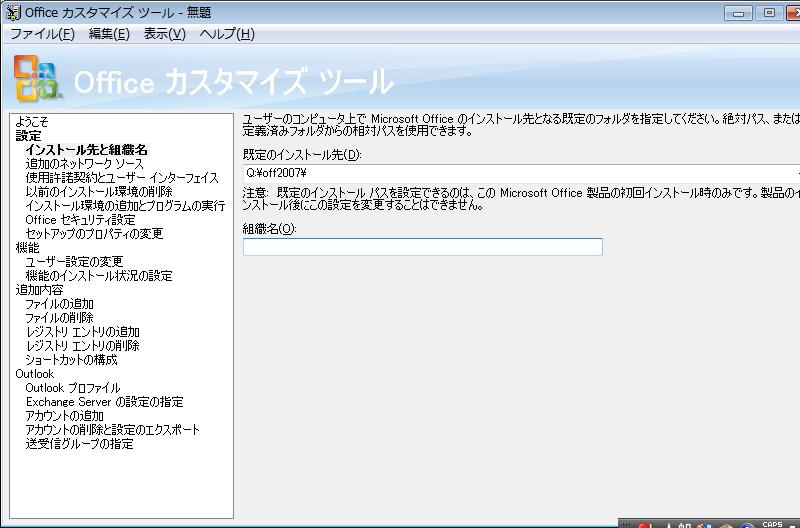 Office カスタマイズ ツール - 無題
ファイル(F) 編集(E) 表示(V) ヘルプ(H)
Office カスタマイズ ツール
ようこそ
設定
インストール先と組織名
追加のネットワーク ソース
使用許諾契約とユーザー インターフェイス
以前のインストール環境の削除
インストール環境の追加とプログラムの実行
Office セキュリティ設定
セットアップのプロパティの変更
機能
ユーザー設定の変更
機能のインストール状況の設定
追加内容
ファイルの追加
ファイルの削除
レジストリ エントリの追加
レジストリ エントリの削除
ショートカットの構成
Outlook
Outlook プロファイル
Exchange Server の設定の指定
アカウントの追加
アカウントの削除と設定のエクスポート
送受信グループの指定
ユーザーのコンピュータ上で Microsoft Office のインストール先となる既定のフォルダを指定してください。絶対パス、または
定義済みフォルダからの相対パスを使用できます。
既定のインストール先(D):
Q:¥off2007¥
注意: 既定のインストール パスを設定できるのは、この Microsoft Office 製品の初回インストール時のみです。製品のイ
ンストール後にこの設定を変更することはできません。
組織名(O):
CAPS